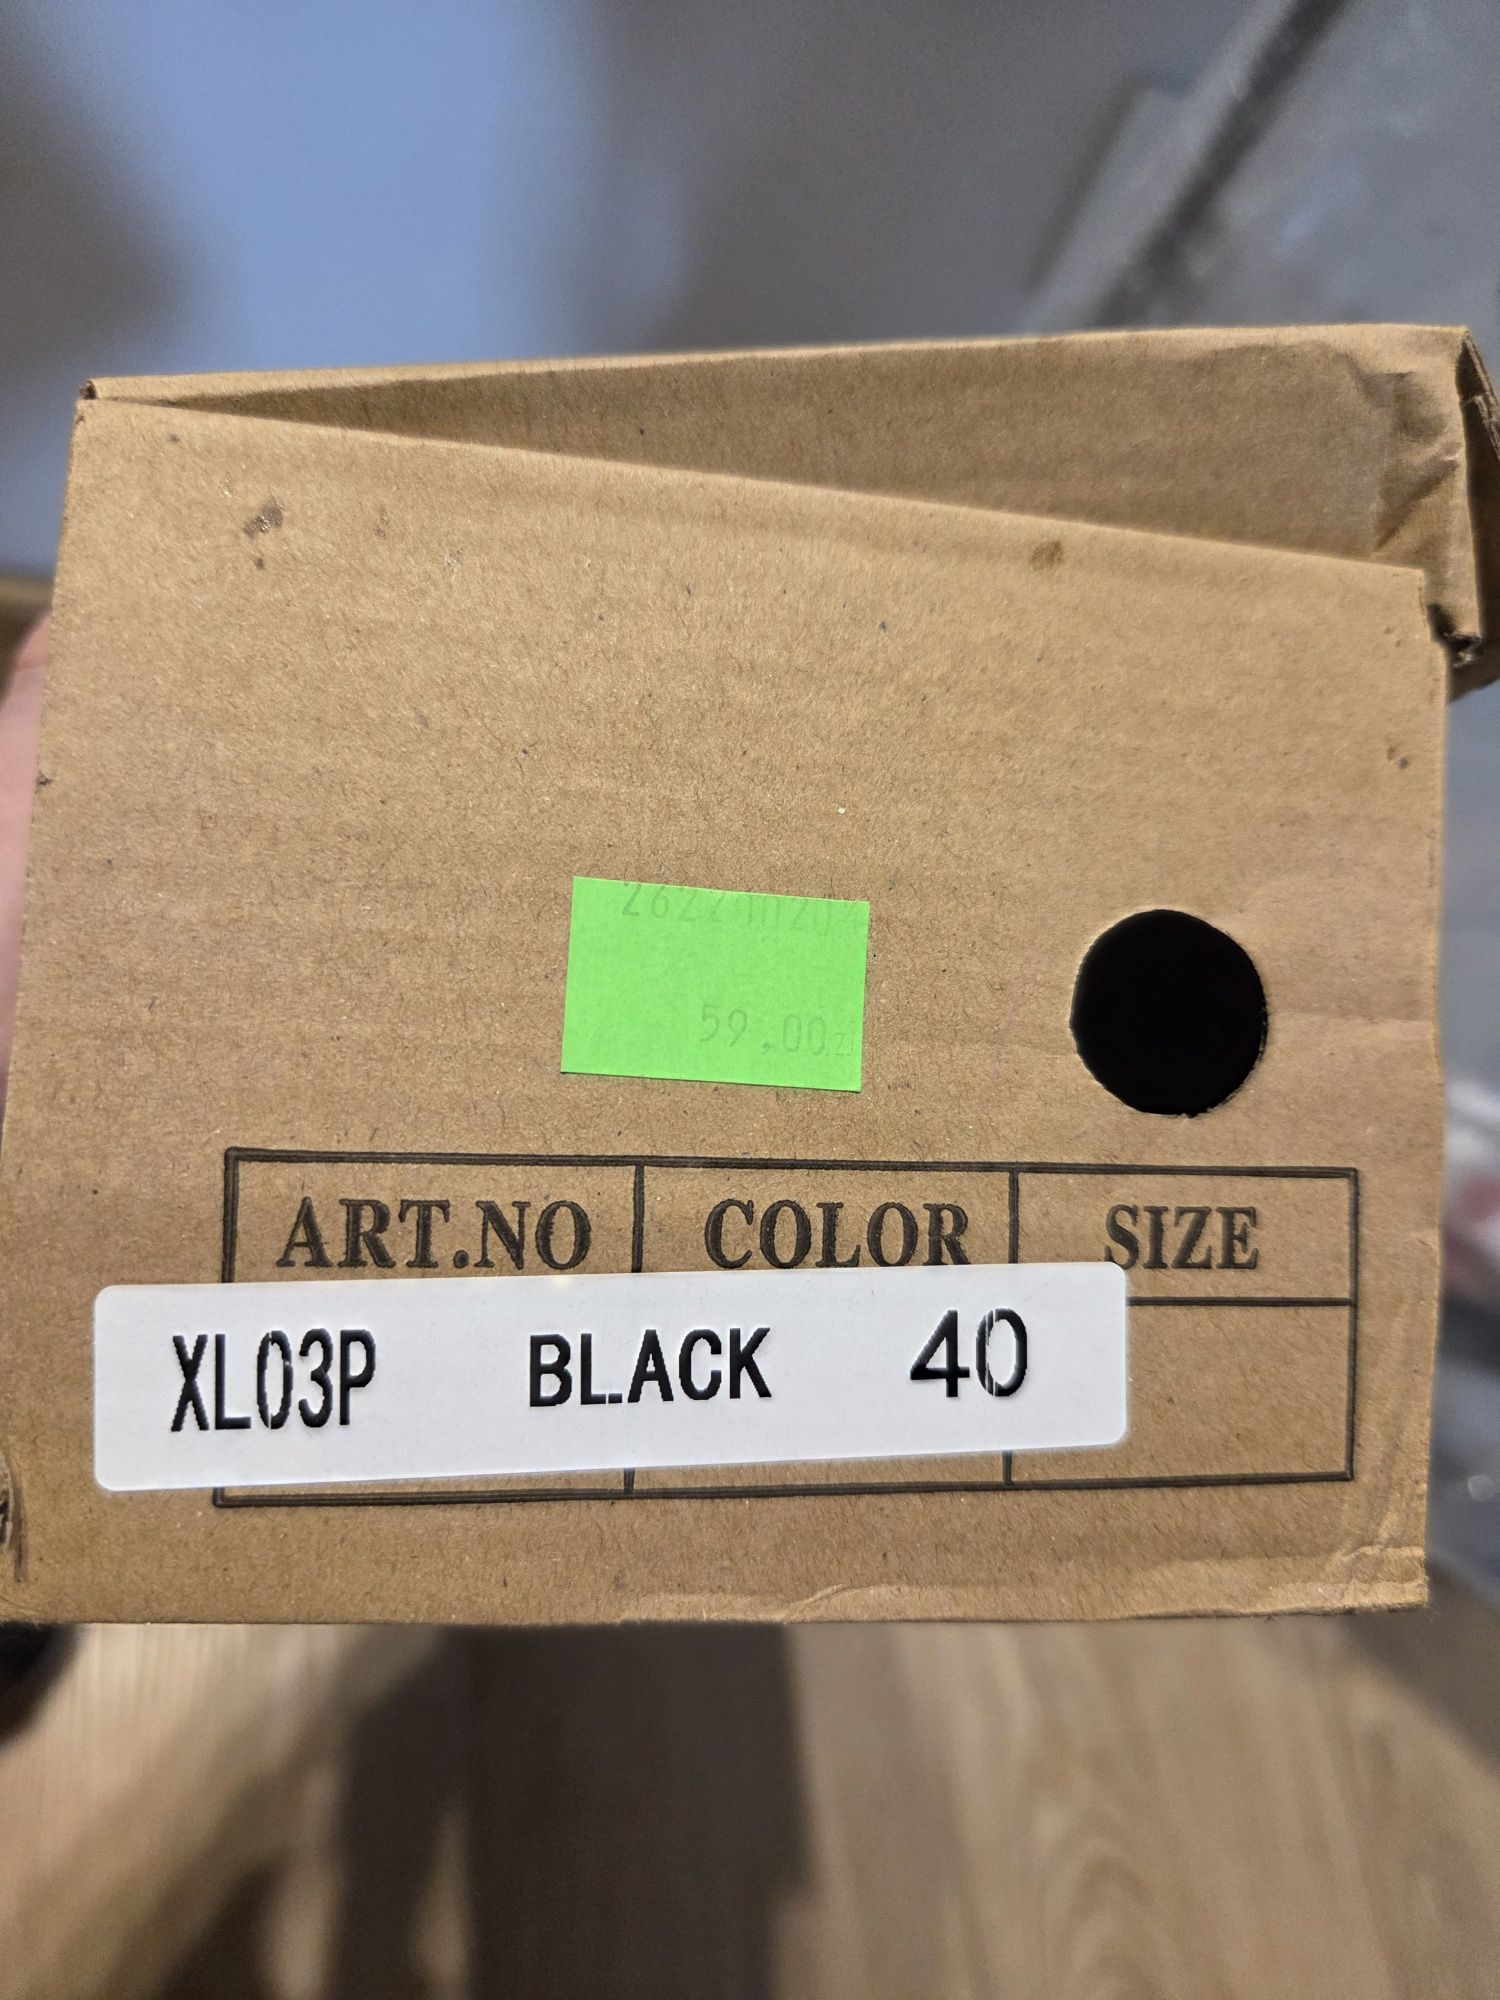 59,00zł
ART.NO COLOR SIZE
XL03P BLACK 40